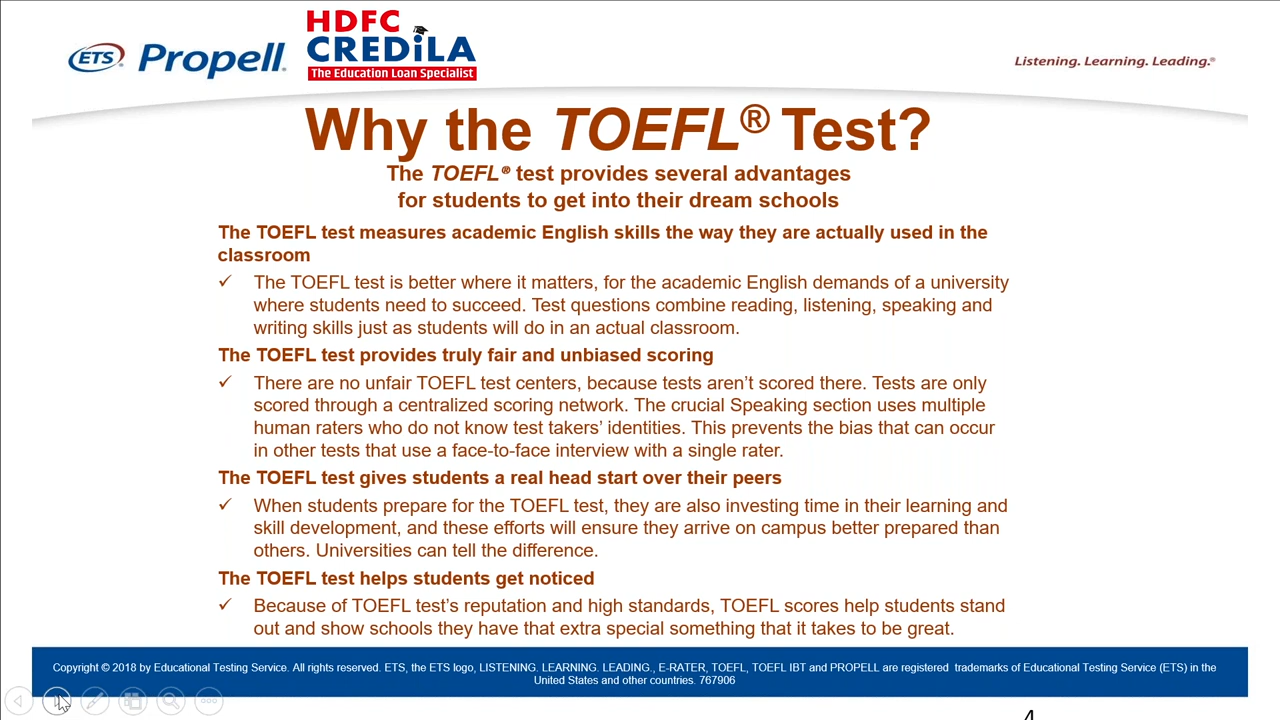 ETS® Propell®
HDFC
CREDiLA
The Education Loan Specialist
Listening. Learning. Leading.®
Why the TOEFL® Test?
The TOEFL® test provides several advantages
for students to get into their dream schools
The TOEFL test measures academic English skills the way they are actually used in the
classroom
✓ The TOEFL test is better where it matters, for the academic English demands of a university
where students need to succeed. Test questions combine reading, listening, speaking and
writing skills just as students will do in an actual classroom.
The TOEFL test provides truly fair and unbiased scoring
✓ There are no unfair TOEFL test centers, because tests aren’t scored there. Tests are only
scored through a centralized scoring network. The crucial Speaking section uses multiple
human raters who do not know test takers’ identities. This prevents the bias that can occur
in other tests that use a face-to-face interview with a single rater.
The TOEFL test gives students a real head start over their peers
✓ When students prepare for the TOEFL test, they are also investing time in their learning and
skill development, and these efforts will ensure they arrive on campus better prepared than
others. Universities can tell the difference.
The TOEFL test helps students get noticed
✓ Because of TOEFL test’s reputation and high standards, TOEFL scores help students stand
out and show schools they have that extra special something that it takes to be great.
Copyright © 2018 by Educational Testing Service. All rights reserved. ETS, the ETS logo, LISTENING. LEARNING. LEADING., E-RATER, TOEFL, TOEFL IBT and PROPELL are registered trademarks of Educational Testing Service (ETS) in the
United States and other countries. 767906
4